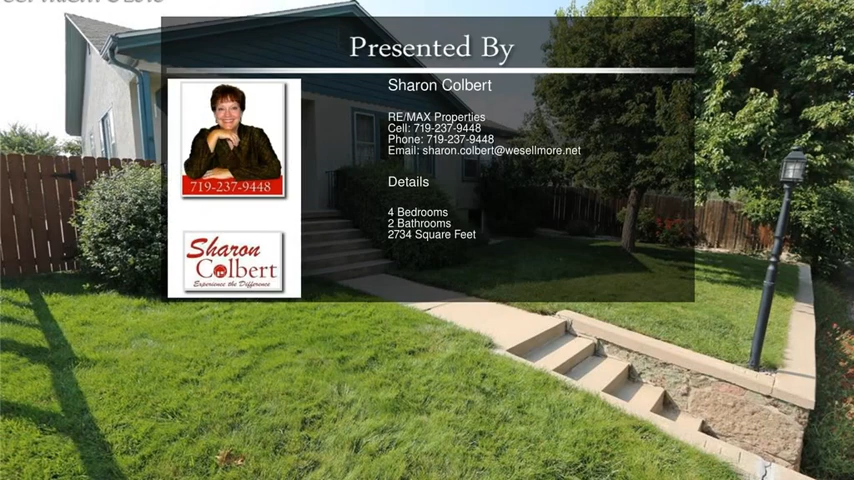 Presented By
Sharon Colbert
RE/MAX Properties
Cell: 719-237-9448
Phone: 719-237-9448
Email: sharon.colbert@wesellmore.net
Details
4 Bedrooms
2 Bathrooms
2734 Square Feet
719-237-9448
Sharon
Colbert
Experience the Difference